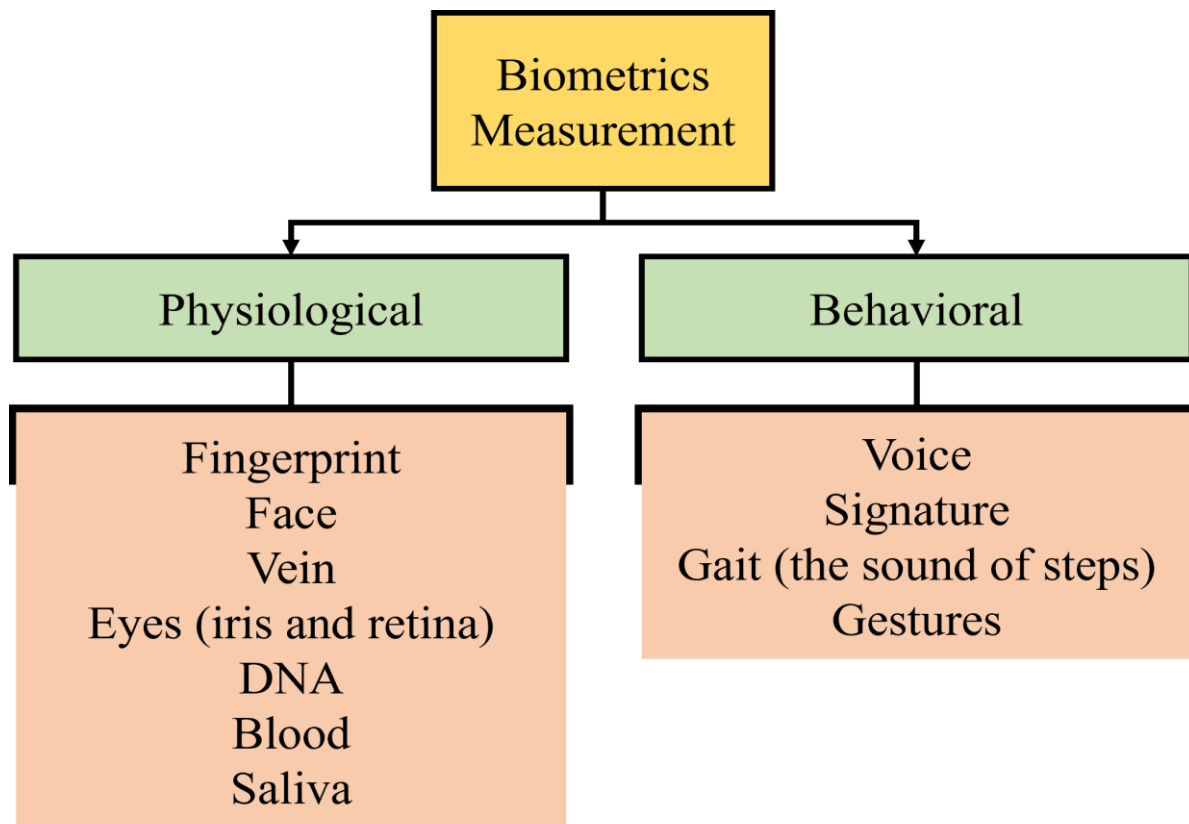 Biometrics
Measurement
Physiological
Behavioral
Fingerprint
Face
Vein
Eyes (iris and retina)
DNA
Blood
Saliva
Voice
Signature
Gait (the sound of steps)
Gestures